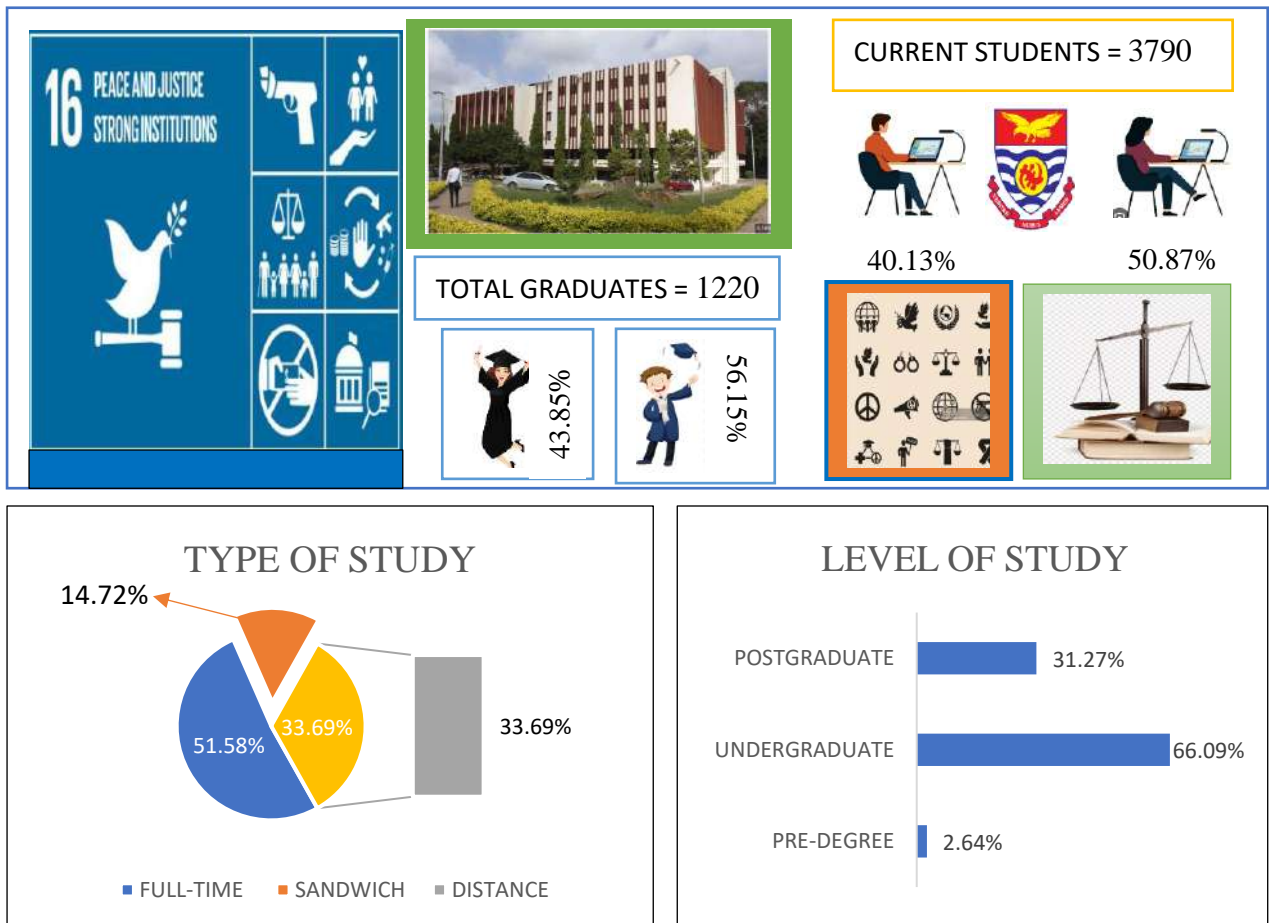 16 PEACE AND JUSTICE
STRONG INSTITUTIONS
CURRENT STUDENTS = 3790
40.13%
50.87%
TOTAL GRADUATES = 1220
43.85%
56.15%
TYPE OF STUDY
14.72%
51.58%
33.69%
33.69%
FULL-TIME
SANDWICH
DISTANCE
LEVEL OF STUDY
POSTGRADUATE
31.27%
UNDERGRADUATE
66.09%
PRE-DEGREE
2.64%